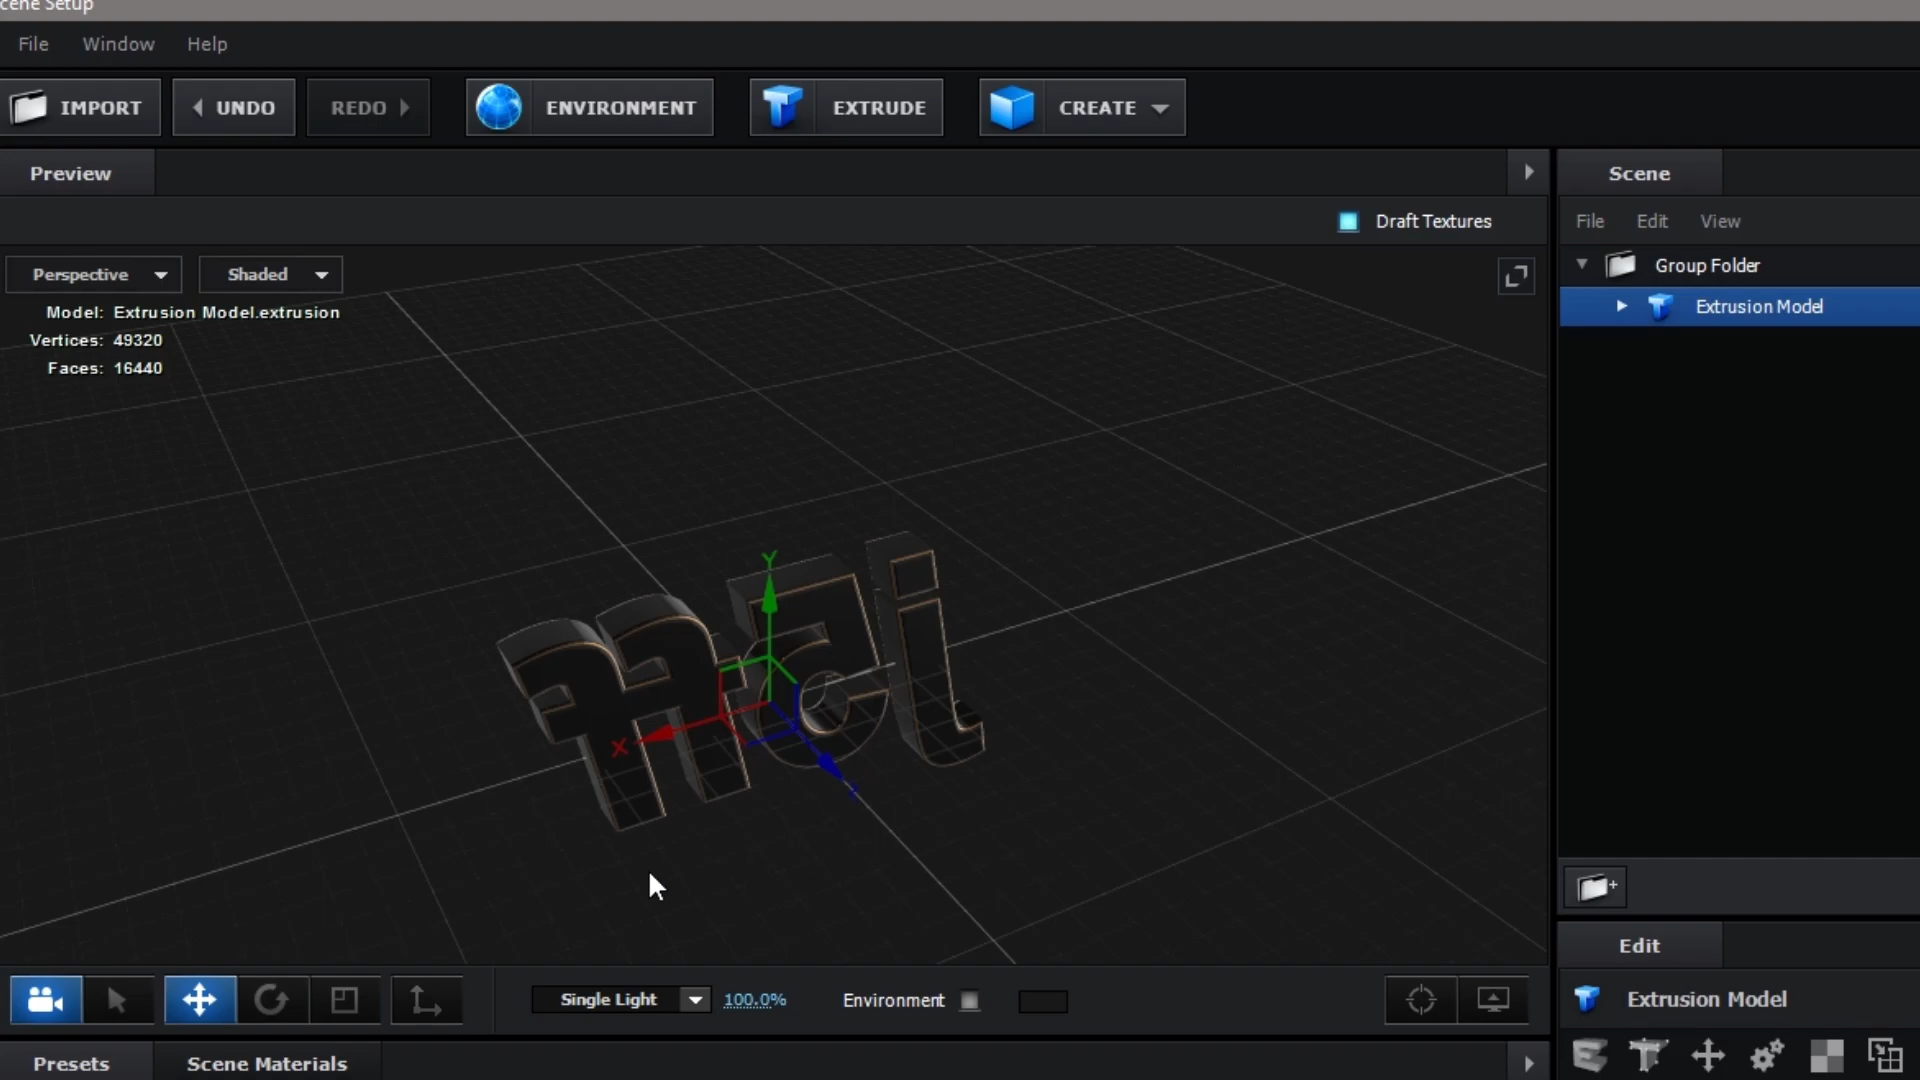 cene Setup
File Window Help
IMPORT UNDO REDO ENVIRONMENT EXTRUDE CREATE
Preview
Scene
Draft Textures
File Edit View
Perspective Shaded
Group Folder
Model: Extrusion Model.extrusion
Extrusion Model
Vertices: 49320
Faces: 16440
Y
X
Edit
Single Light 100.0% Environment
Extrusion Model
Presets Scene Materials